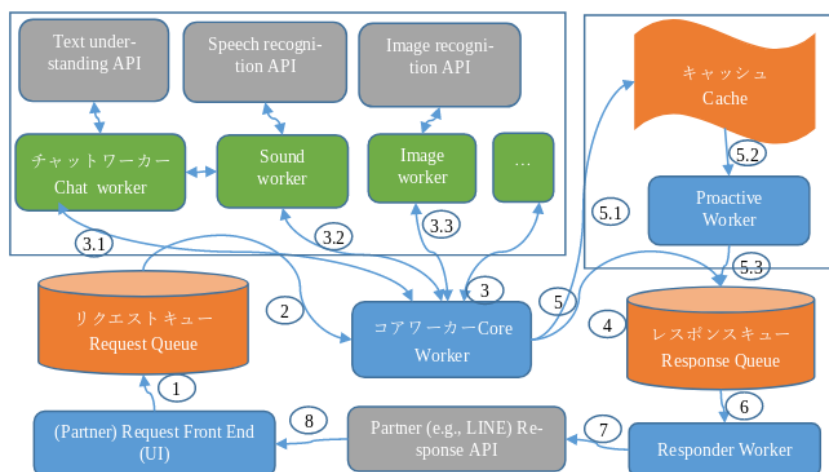 Text under-
standing API
Speech recogni-
tion API
Image recogni-
tion API
キャッシュ
Cache
チャットワーカー
Chat worker
Sound
worker
Image
worker
...
5.2
Proactive
Worker
5.1
3.1
3.2
3.3
5.3
リクエストキュー
Request Queue
2
3
5
コアワーカーCore
Worker
4
レスポンスキュー
Response Queue
1
6
(Partner) Request Front End
(UI)
8
Partner (e.g., LINE) Re-
sponse API
7
Responder Worker